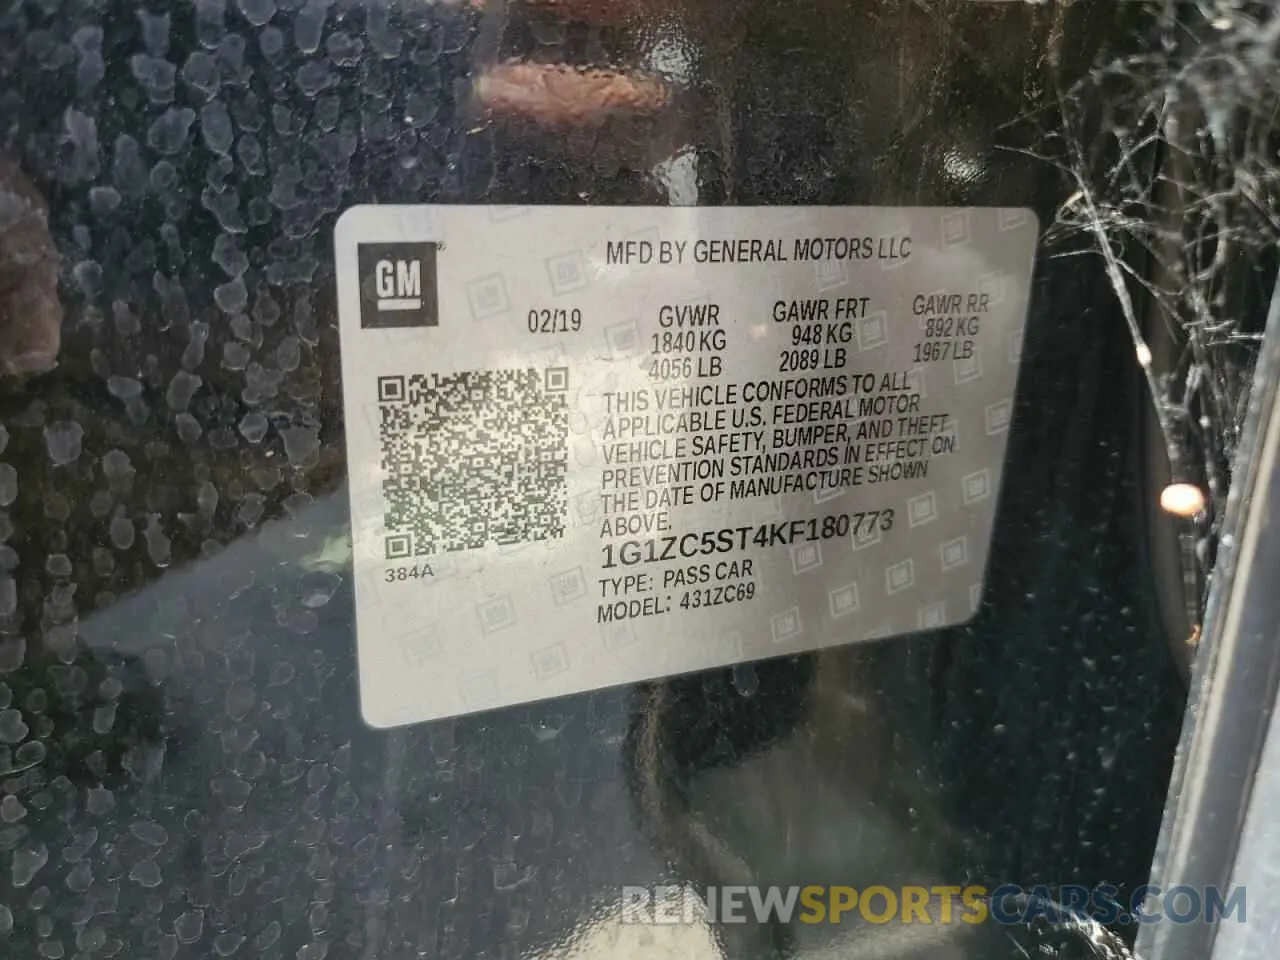 MFD BY GENERAL MOTORS LLC
GM
02/19 GVWR GAWR FRT GAWR RR
1840 KG 948 KG 892 KG
4056 LB 2089 LB 1967 LB
THIS VEHICLE CONFORMS TO ALL
APPLICABLE U.S. FEDERAL MOTOR
VEHICLE SAFETY, BUMPER, AND THEFT
PREVENTION STANDARDS IN EFFECT ON
THE DATE OF MANUFACTURE SHOWN
ABOVE.
1G1ZC5ST4KF180773
384A
TYPE: PASS CAR
MODEL: 431ZC69
RENEWSPORTSCARS.COM